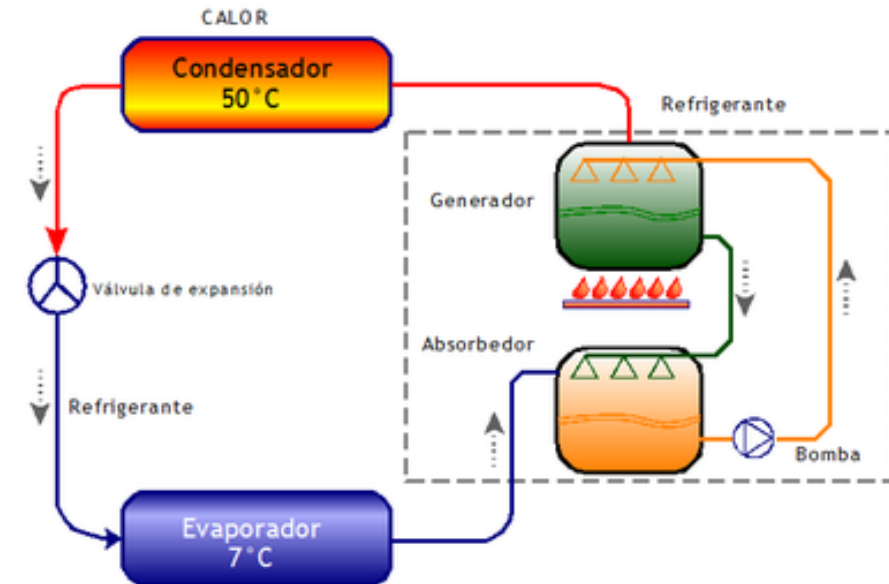 CALOR
Condensador
50°C
Refrigerante
Generador
Válvula de expansión
Absorbedor
Refrigerante
Bomba
Evaporador
7°C